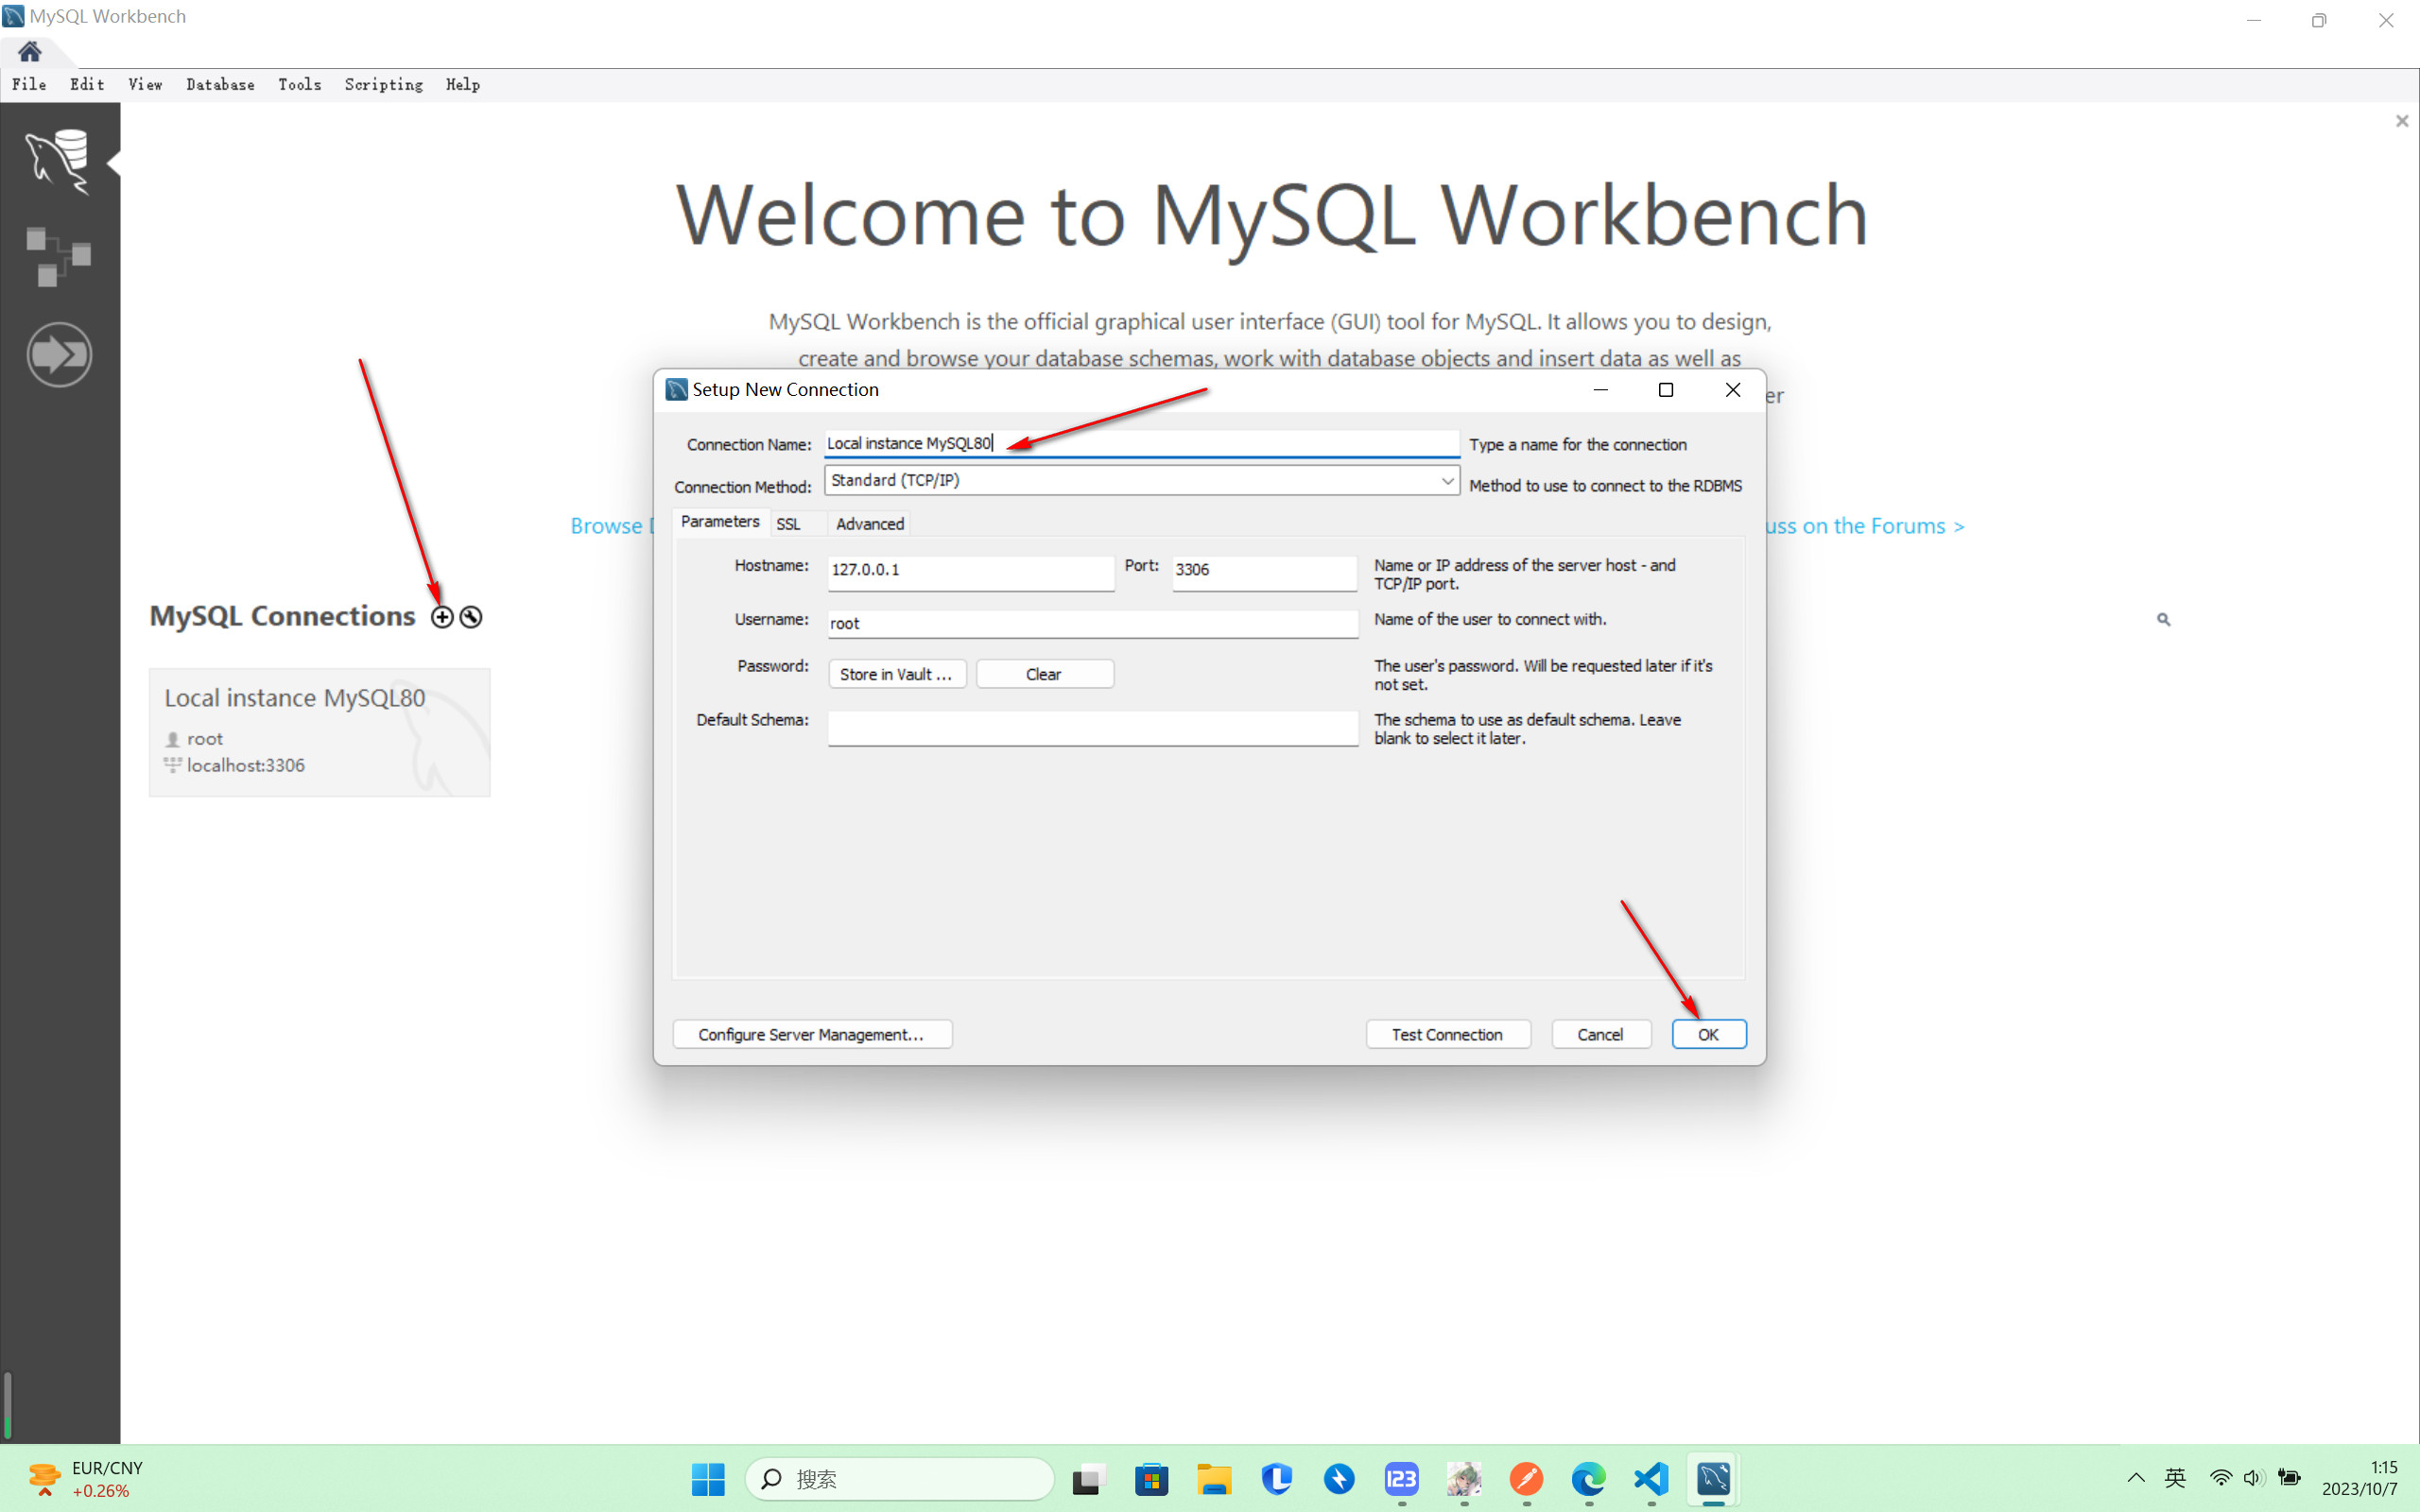 MySQL Workbench
File Edit View Database Tools Scripting Help
Welcome to MySQL Workbench
MySQL Workbench is the official graphical user interface (GUI) tool for MySQL. It allows you to design,
create and browse your database schemas, work with database objects and insert data as well as
er
Browse uss on the Forums >
Setup New Connection
Connection Name: Local instance MySQL80 Type a name for the connection
Connection Method: Standard (TCP/IP) Method to use to connect to the RDBMS
Parameters SSL Advanced
Hostname: 127.0.0.1 Port: 3306 Name or IP address of the server host - and
TCP/IP port.
Username: root Name of the user to connect with.
Password: Store in Vault ... Clear The user's password. Will be requested later if it's
not set.
Default Schema: The schema to use as default schema. Leave
blank to select it later.
Configure Server Management... Test Connection Cancel OK
MySQL Connections
Local instance MySQL80
root
localhost:3306
EUR/CNY
+0.26%
搜索
123
英
1:15
2023/10/7